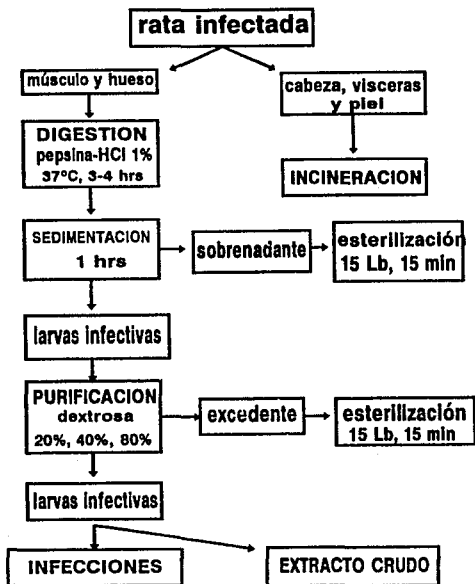 rata infectada
músculo y hueso
cabeza, visceras
y piel
DIGESTION
pepsina-HCl 1%
37ºC, 3-4 hrs
INCINERACION
SEDIMENTACION
1 hrs
sobrenadante
esterilización
15 Lb, 15 min
larvas infectivas
PURIFICACION
dextrosa
20%, 40%, 80%
excedente
esterilización
15 Lb, 15 min
larvas infectivas
INFECCIONES
EXTRACTO CRUDO